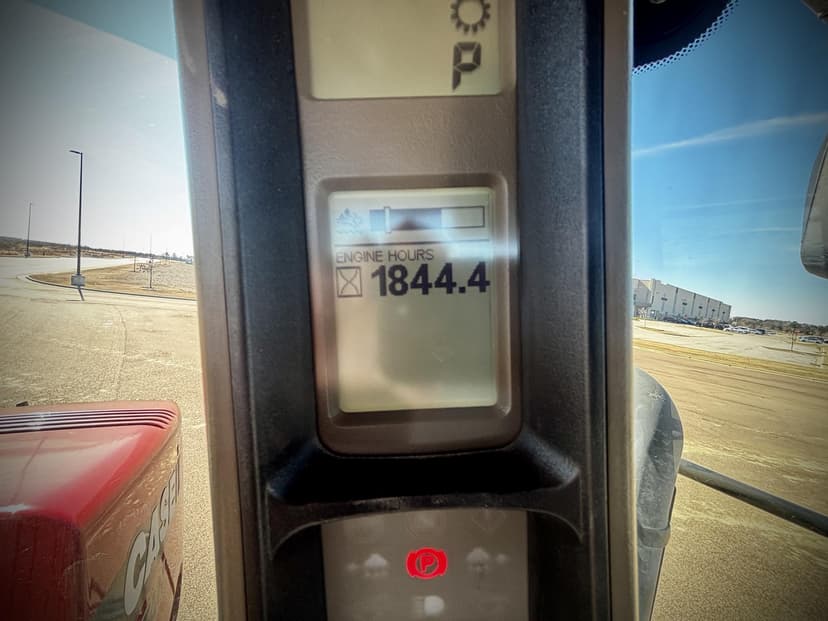 P
ENGINE HOURS
1844.4
CASE
P